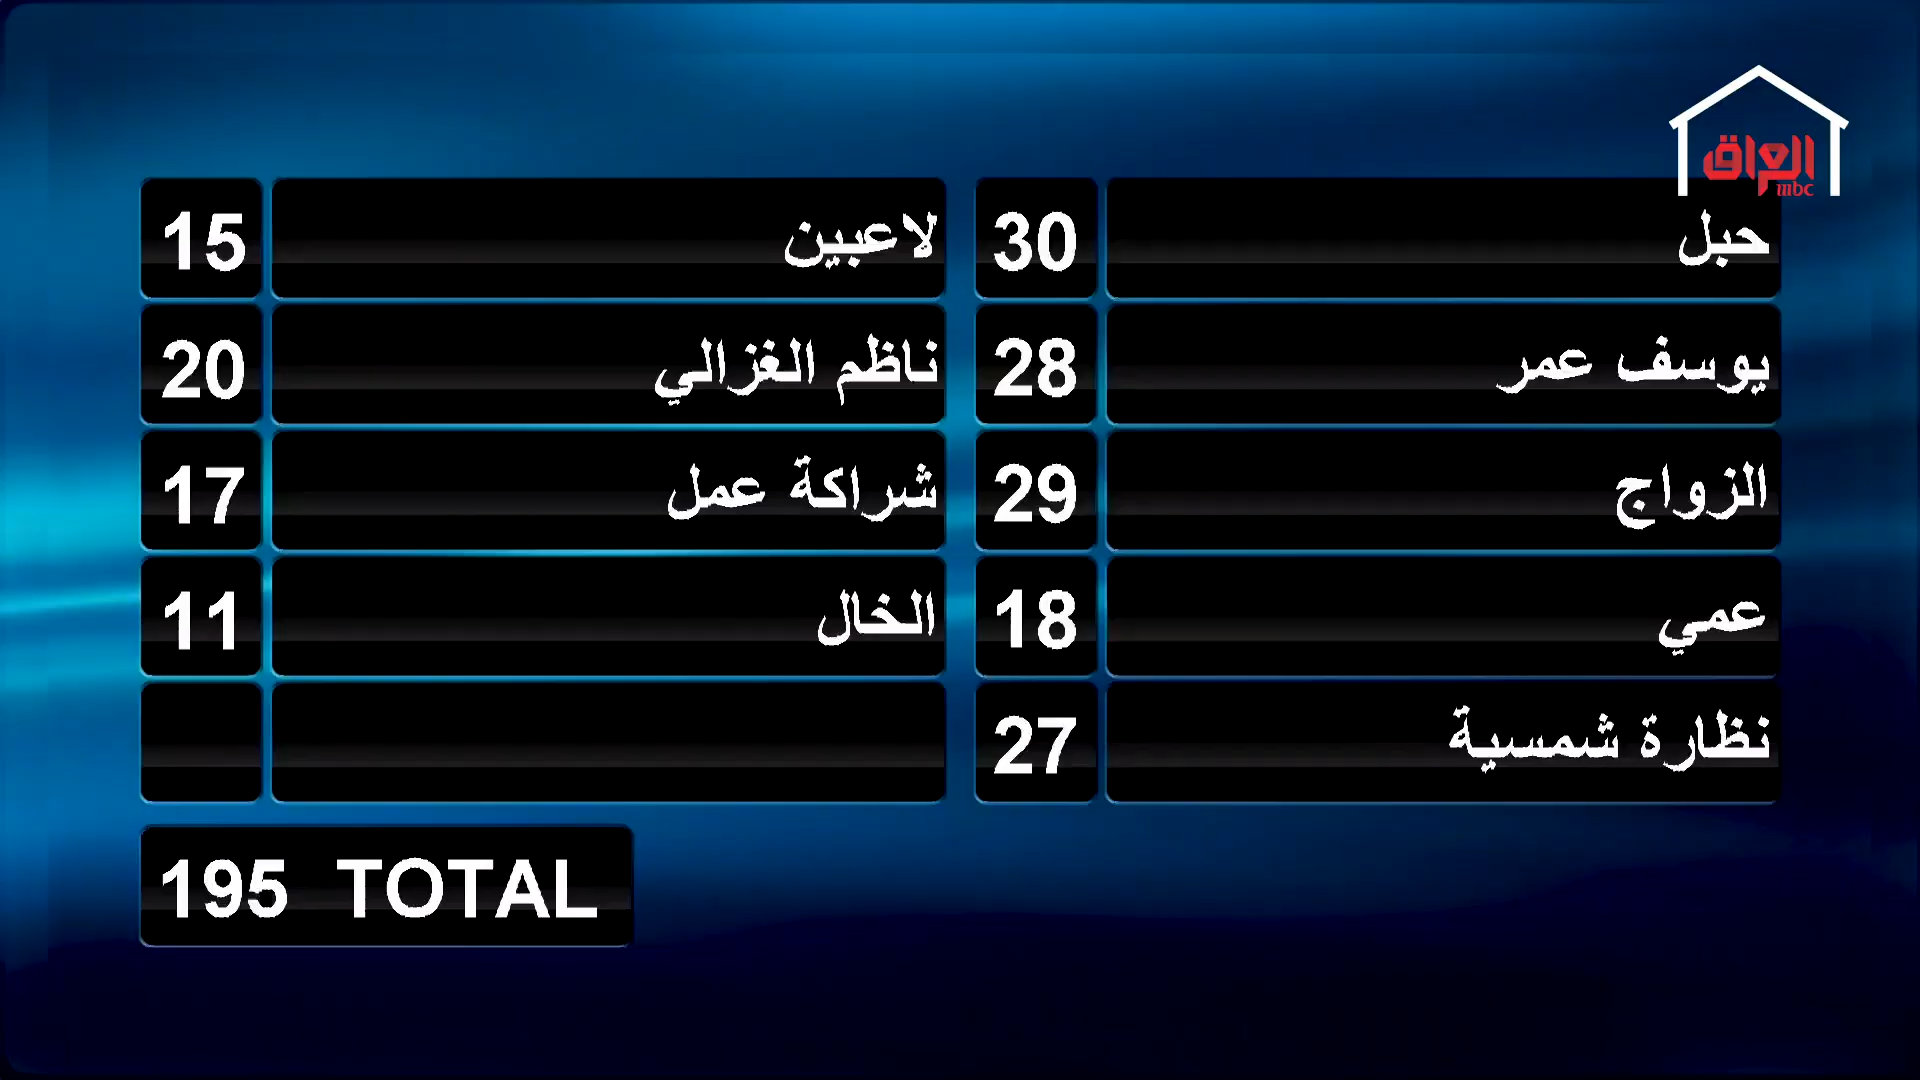 العراق
mbc
حبل 30
يوسف عمر 28
الزواج 29
عمي 18
نظارة شمسية 27
لاعبين 15
ناظم الغزالي 20
شراكة عمل 17
الخال 11
195 TOTAL